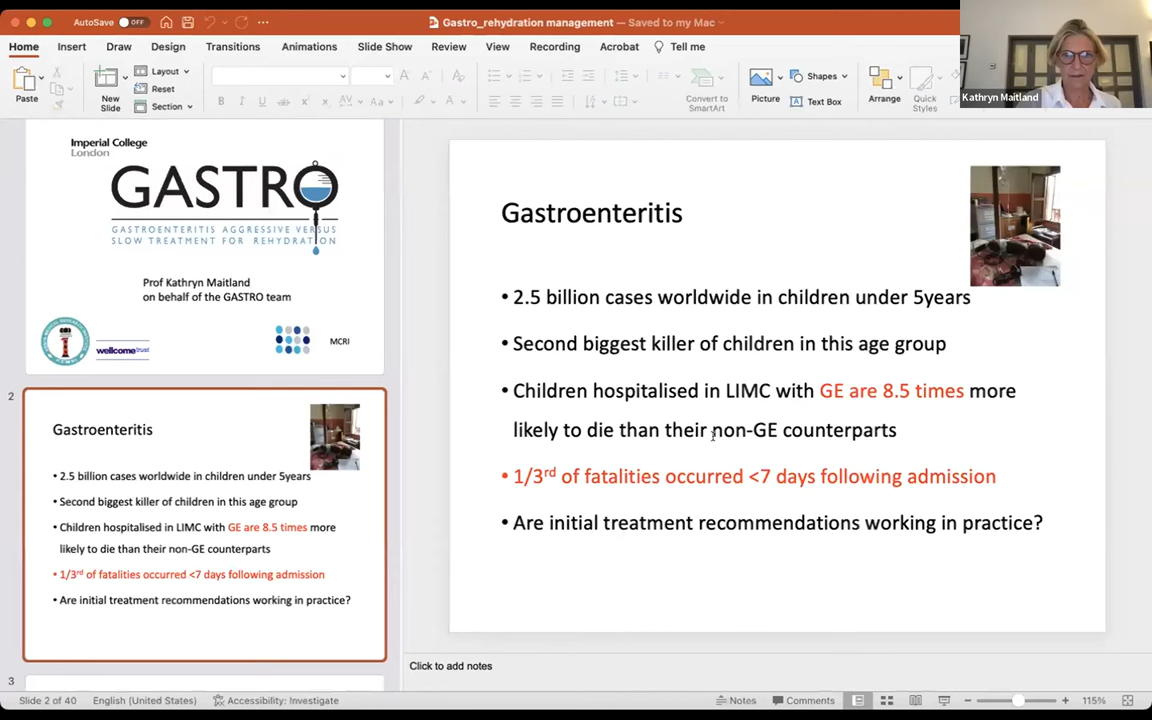 AutoSave OFF
Gastro_rehydration management — Saved to my Mac
Home Insert Draw Design Transitions Animations Slide Show Review View Recording Acrobat Tell me
Paste
New
Slide
Layout
Reset
Section
B I U
Convert to
SmartArt
Picture
Shapes
Text Box
Arrange
Quick
Styles
Kathryn Maitland
Imperial College
London
GASTRO
GASTROENTERITIS AGGRESSIVE VERSUS
SLOW TREATMENT FOR REHYDRATION
Prof Kathryn Maitland
on behalf of the GASTRO team
wellcometrust
MCRI
2
Gastroenteritis
• 2.5 billion cases worldwide in children under 5years
• Second biggest killer of children in this age group
• Children hospitalised in LIMC with GE are 8.5 times more
likely to die than their non-GE counterparts
• 1/3rd of fatalities occurred <7 days following admission
• Are initial treatment recommendations working in practice?
3
Gastroenteritis
• 2.5 billion cases worldwide in children under 5years
• Second biggest killer of children in this age group
• Children hospitalised in LIMC with GE are 8.5 times more
likely to die than their non-GE counterparts
• 1/3rd of fatalities occurred <7 days following admission
• Are initial treatment recommendations working in practice?
Click to add notes
Slide 2 of 40 English (United States) Accessibility: Investigate Notes Comments 115%